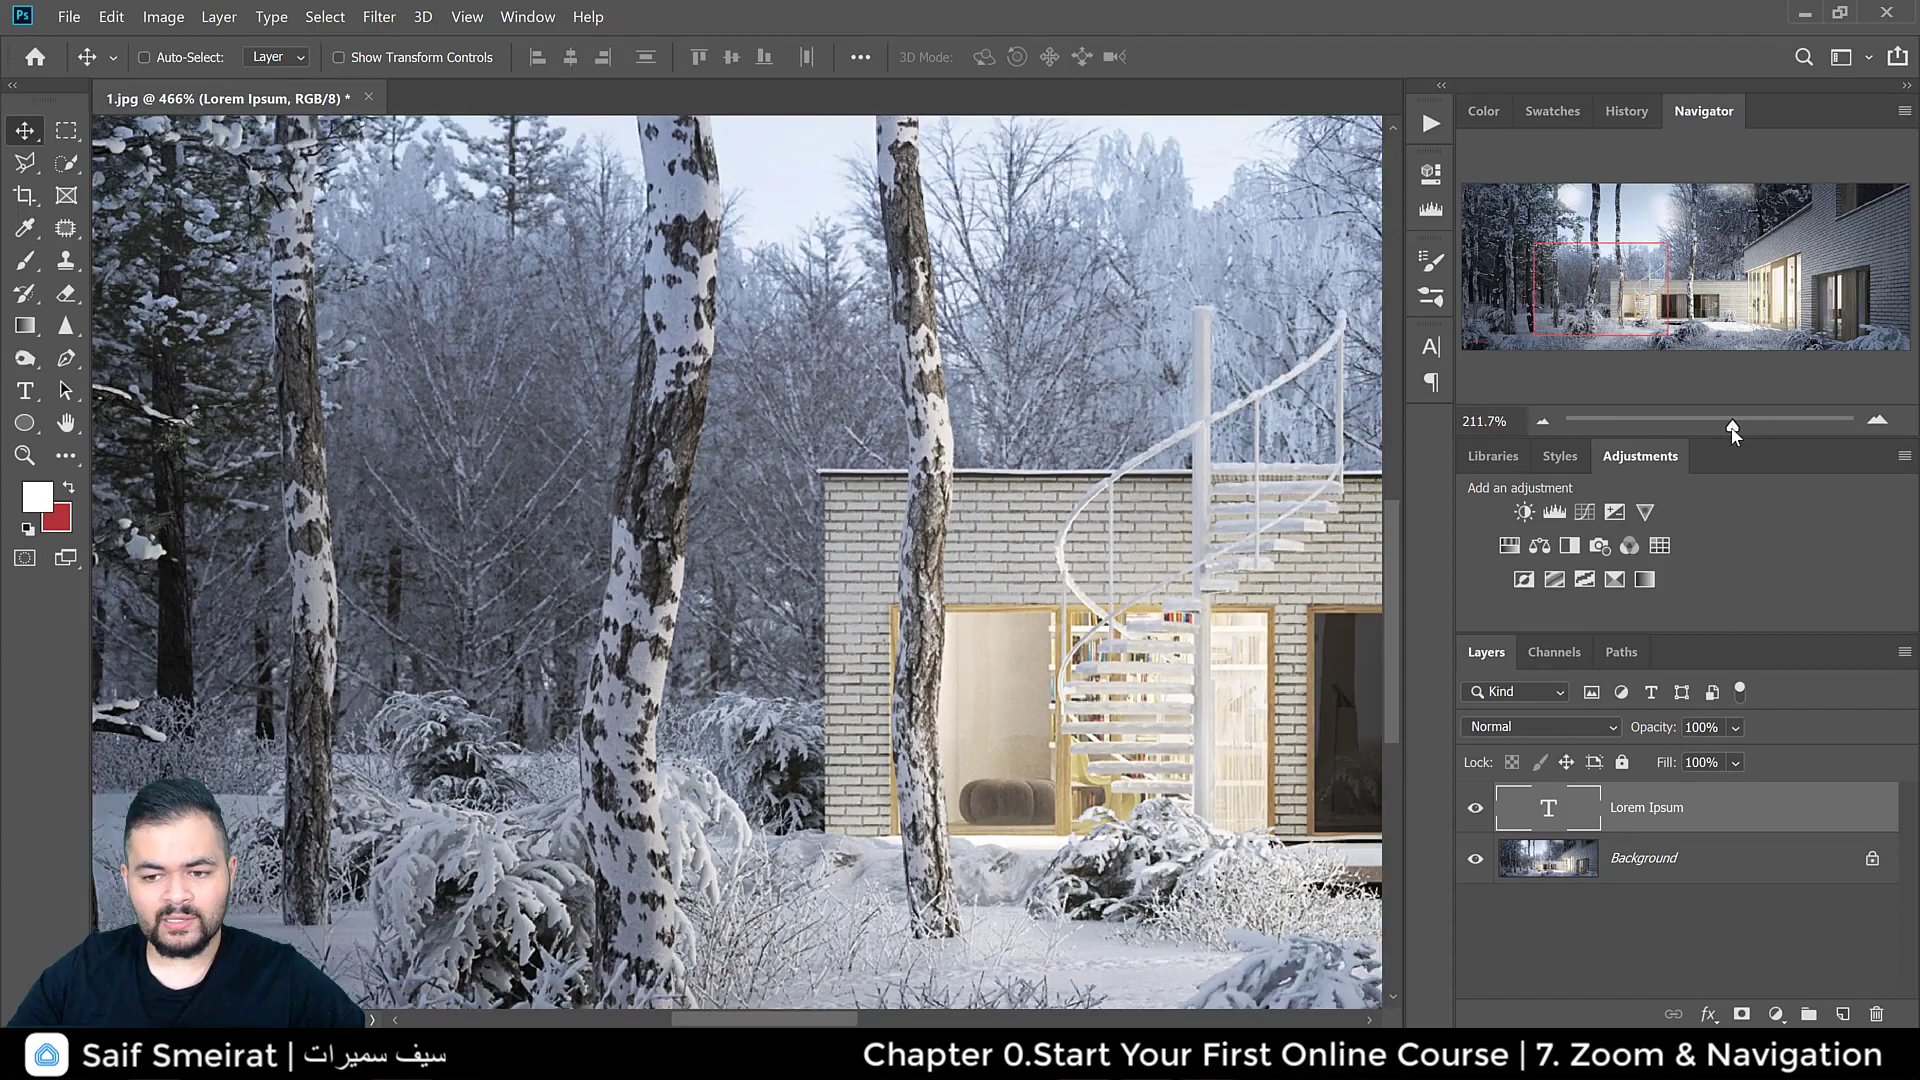 Ps File Edit Image Layer Type Select Filter 3D View Window Help
Auto-Select: Layer Show Transform Controls 3D Mode:
1.jpg @ 466% (Lorem Ipsum, RGB/8) *
Color Swatches History Navigator
211.7%
Libraries Styles Adjustments
Add an adjustment
Layers Channels Paths
Kind
Normal Opacity: 100%
Lock: Fill: 100%
Lorem Ipsum
Background
Saif Smeirat | سيف سميرات
Chapter 0.Start Your First Online Course | 7. Zoom & Navigation